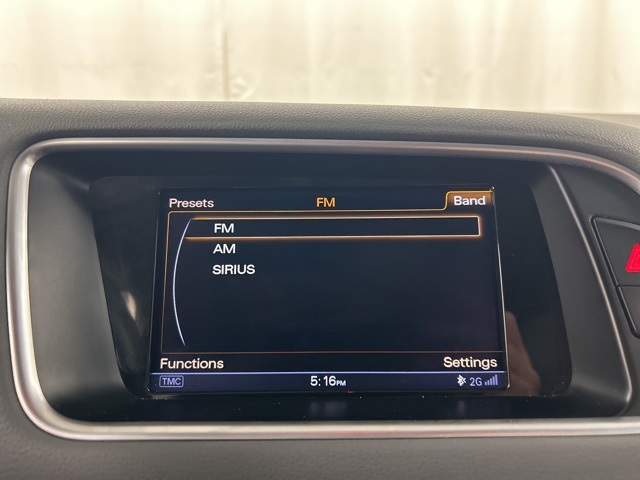 Presets FM Band
FM
AM
SIRIUS
Functions Settings
TMC 5:16PM 2G